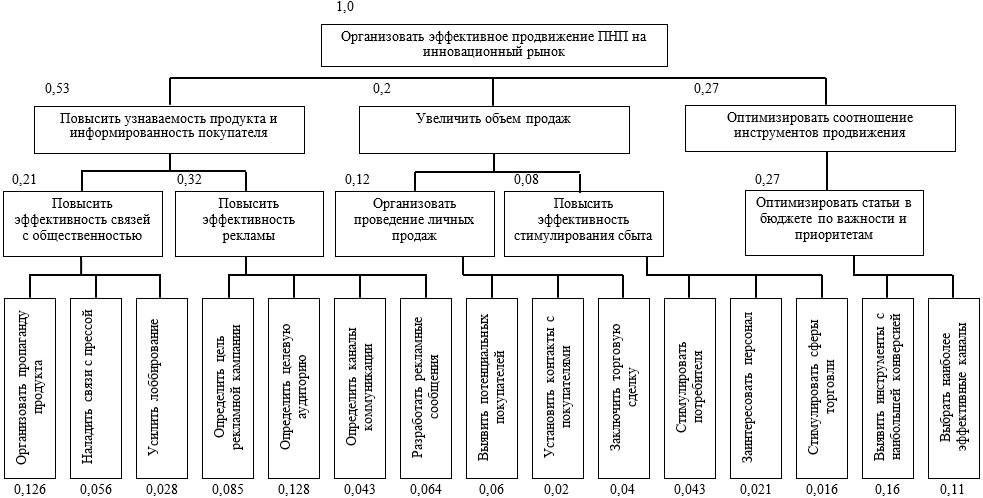 1,0
Организовать эффективное продвижение ПНП на
инновационный рынок
0,53
0,2
0,27
Повысить узнаваемость продукта и
информированность покупателя
Увеличить объем продаж
Оптимизировать соотношение
инструментов продвижения
0,21
0,32
0,12
0,08
0,27
Повысить
эффективность связей
с общественностью
Повысить
эффективность
рекламы
Организовать
проведение личных
продаж
Повысить
эффективность
стимулирования сбыта
Оптимизировать статьи в
бюджете по важности и
приоритетам
Организовать пропаганду
продукта
Наладить связи с прессой
Усилить лоббирование
Определить цель
рекламной кампании
Определить целевую
аудиторию
Определить каналы
коммуникации
Разработать рекламные
сообщения
Выявить потенциальных
покупателей
Установить контакты с
покупателями
Заключить торговую
сделку
Стимулировать
потребителя
Заинтересовать персонал
Стимулировать сферы
торговли
Выявить инструменты с
наибольшей конверсией
Выбрать наиболее
эффективные каналы
0,126
0,056
0,028
0,085
0,128
0,043
0,064
0,06
0,02
0,04
0,043
0,021
0,016
0,16
0,11